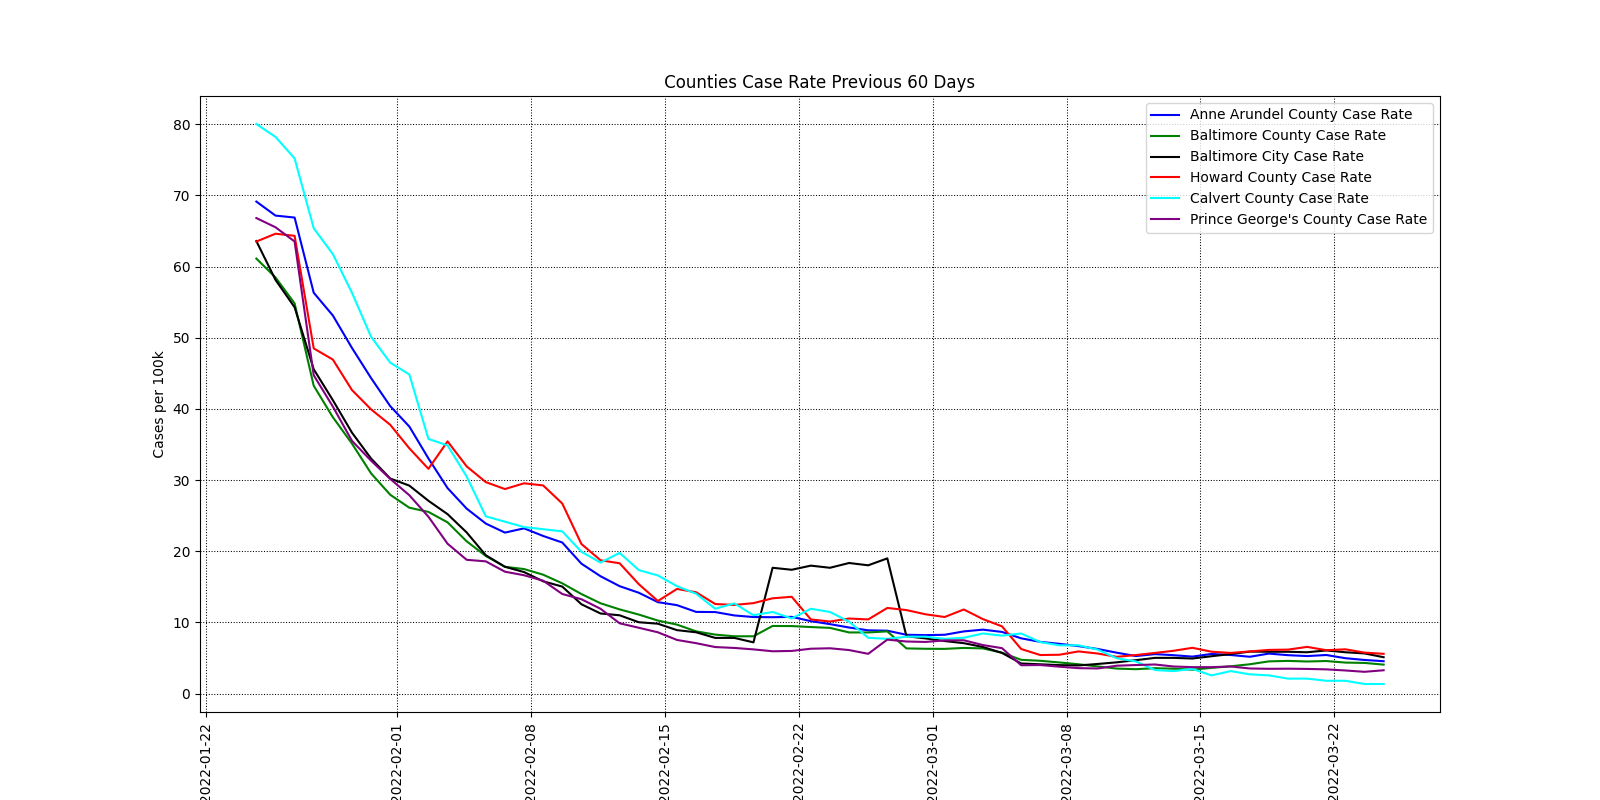 Counties Case Rate Previous 60 Days
Anne Arundel County Case Rate
Baltimore County Case Rate
Baltimore City Case Rate
Howard County Case Rate
Calvert County Case Rate
Prince George's County Case Rate
Cases per 100k
80
70
60
50
40
30
20
10
0
2022-01-22
2022-02-01
2022-02-08
2022-02-15
2022-02-22
2022-03-01
2022-03-08
2022-03-15
2022-03-22